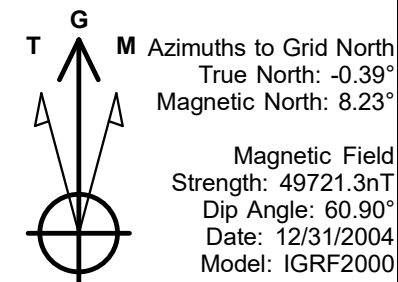 G
T M
Azimuths to Grid North
True North: -0.39°
Magnetic North: 8.23°
Magnetic Field
Strength: 49721.3nT
Dip Angle: 60.90°
Date: 12/31/2004
Model: IGRF2000